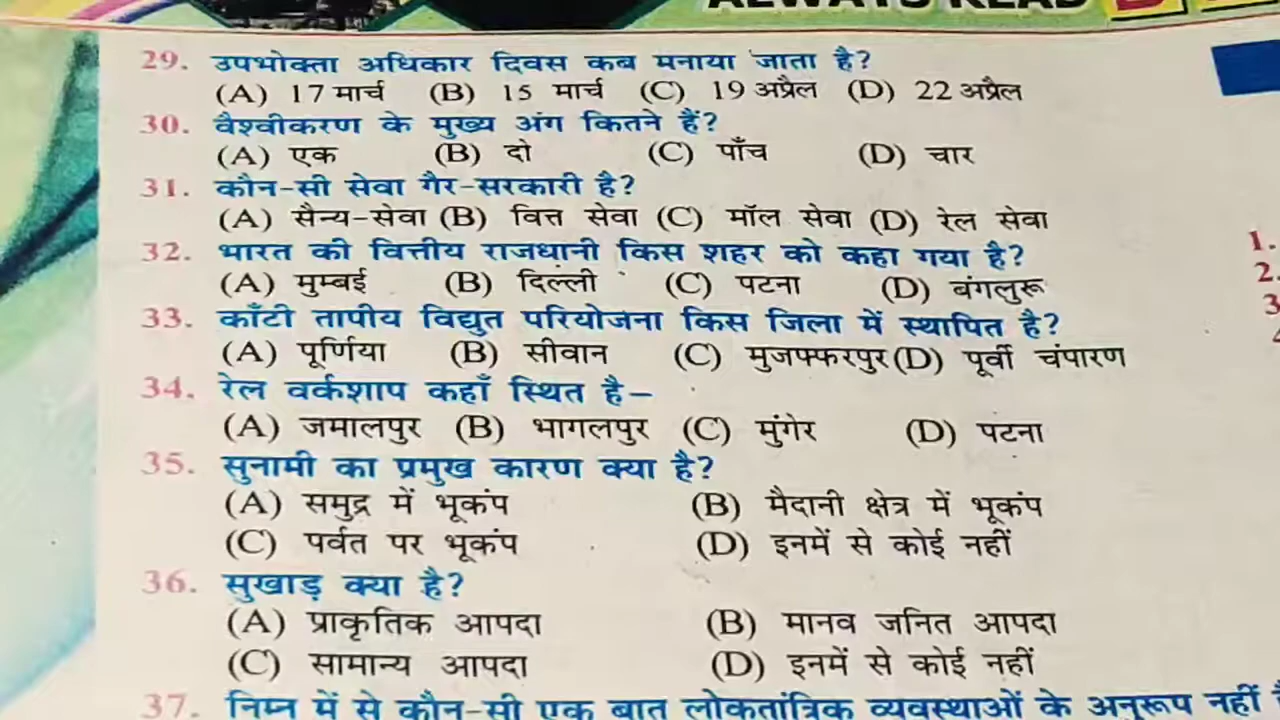 ALWAYS READ
29. उपभोक्ता अधिकार दिवस कब मनाया जाता है?
(A) 17 मार्च (B) 15 मार्च (C) 19 अप्रैल (D) 22 अप्रैल
30. वैश्वीकरण के मुख्य अंग कितने हैं?
(A) एक (B) दो (C) पाँच (D) चार
31. कौन-सी सेवा गैर-सरकारी है?
(A) सैन्य-सेवा (B) वित्त सेवा (C) मॉल सेवा (D) रेल सेवा
32. भारत की वित्तीय राजधानी किस शहर को कहा गया है?
(A) मुम्बई (B) दिल्ली (C) पटना (D) बंगलुरू
33. काँटी तापीय विद्युत परियोजना किस जिला में स्थापित है?
(A) पूर्णिया (B) सीवान (C) मुजफ्फरपुर (D) पूर्वी चंपारण
34. रेल वर्कशाप कहाँ स्थित है–
(A) जमालपुर (B) भागलपुर (C) मुंगेर (D) पटना
35. सुनामी का प्रमुख कारण क्या है?
(A) समुद्र में भूकंप (B) मैदानी क्षेत्र में भूकंप
(C) पर्वत पर भूकंप (D) इनमें से कोई नहीं
36. सुखाड़ क्या है?
(A) प्राकृतिक आपदा (B) मानव जनित आपदा
(C) सामान्य आपदा (D) इनमें से कोई नहीं
37. निम्न में से कौन-सी एक बात लोकतांत्रिक व्यवस्थाओं के अनुरूप नहीं
1.
2.
3